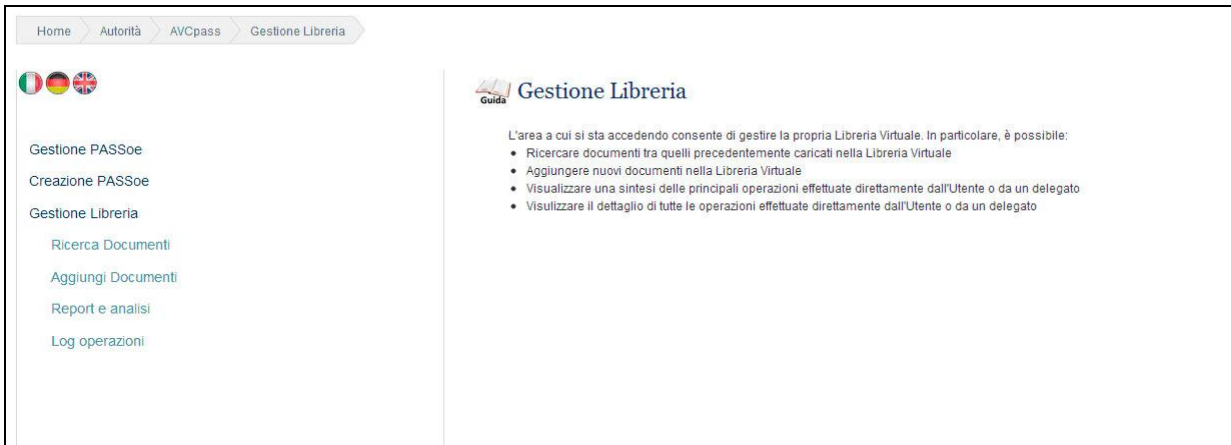 Home Autorità AVCpass Gestione Libreria
Gestione PASSoe
Creazione PASSoe
Gestione Libreria
Ricerca Documenti
Aggiungi Documenti
Report e analisi
Log operazioni
Guida Gestione Libreria
L'area a cui si sta accedendo consente di gestire la propria Libreria Virtuale. In particolare, è possibile:
• Ricercare documenti tra quelli precedentemente caricati nella Libreria Virtuale
• Aggiungere nuovi documenti nella Libreria Virtuale
• Visualizzare una sintesi delle principali operazioni effettuate direttamente dall'Utente o da un delegato
• Visulizzare il dettaglio di tutte le operazioni effettuate direttamente dall'Utente o da un delegato